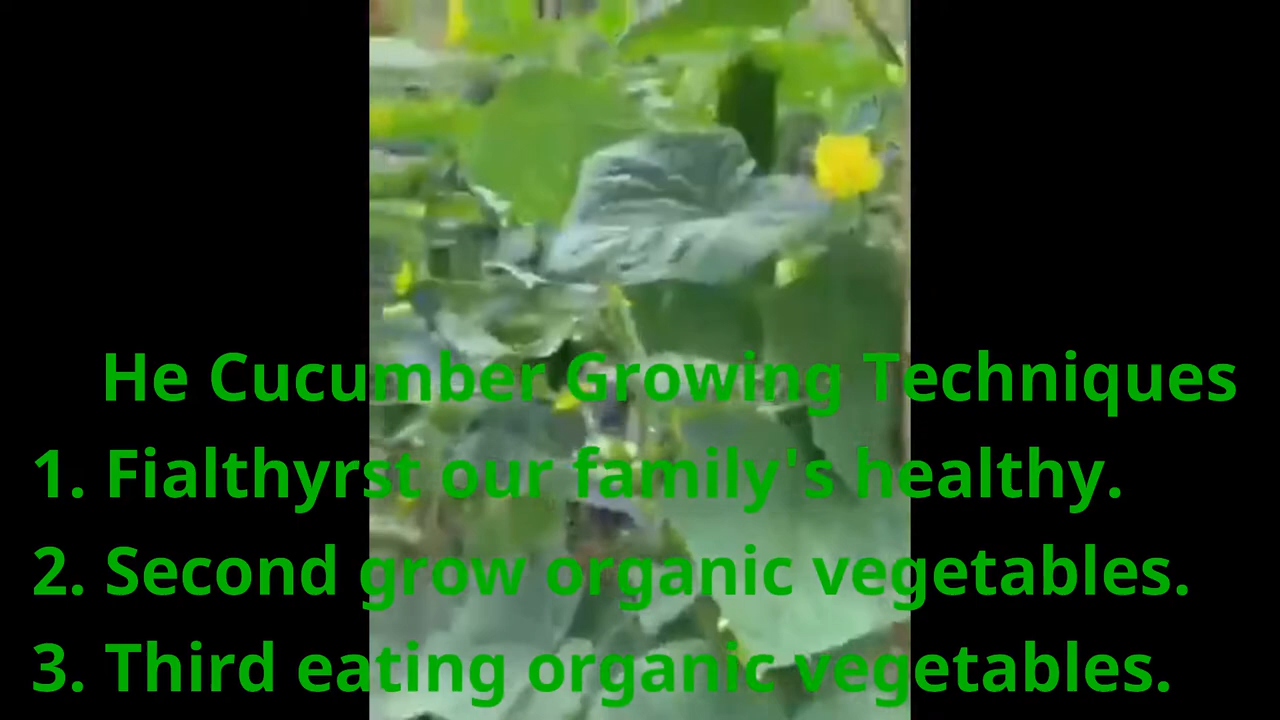 He Cucumber Growing Techniques
1. Fialthyrst our family's healthy.
2. Second grow organic vegetables.
3. Third eating organic vegetables.